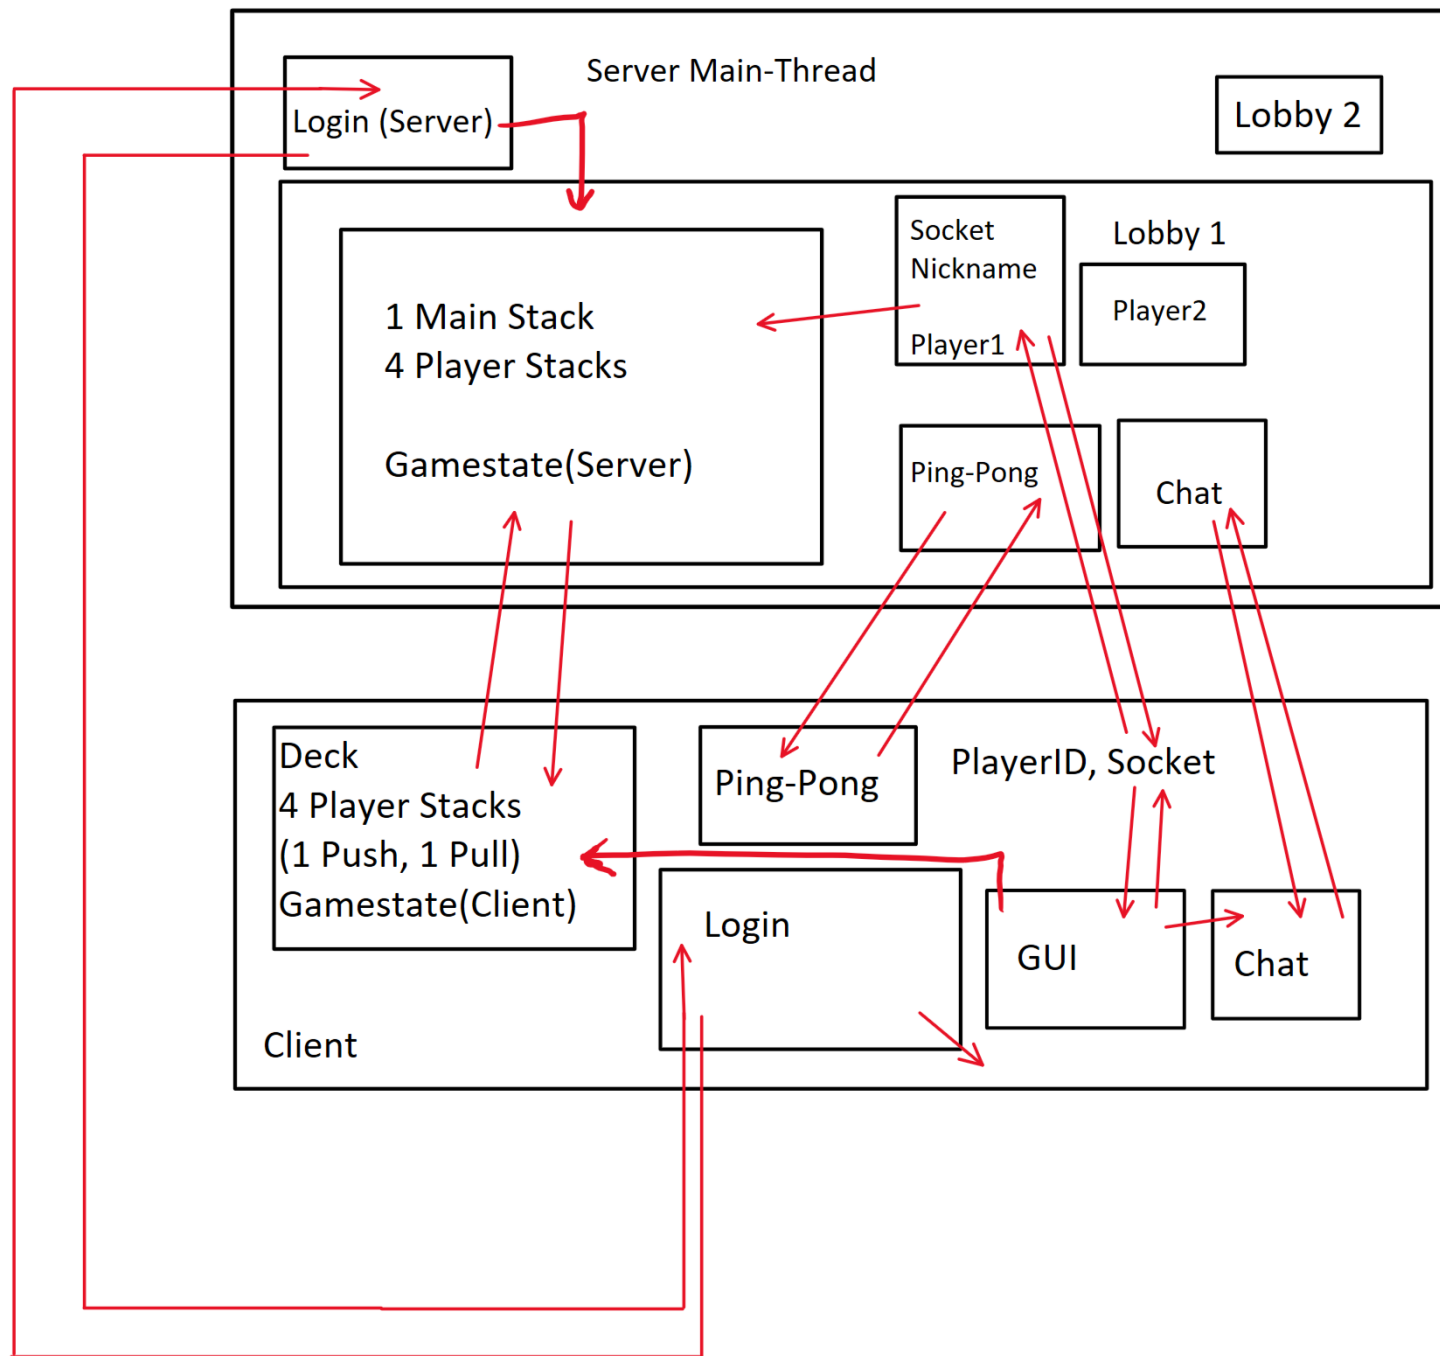 Server Main-Thread
Login (Server)
Lobby 2
Lobby 1
1 Main Stack
4 Player Stacks
Gamestate(Server)
Socket
Nickname
Player1
Player2
Ping-Pong
Chat
Deck
4 Player Stacks
(1 Push, 1 Pull)
Gamestate(Client)
Ping-Pong
PlayerID, Socket
Login
GUI
Chat
Client